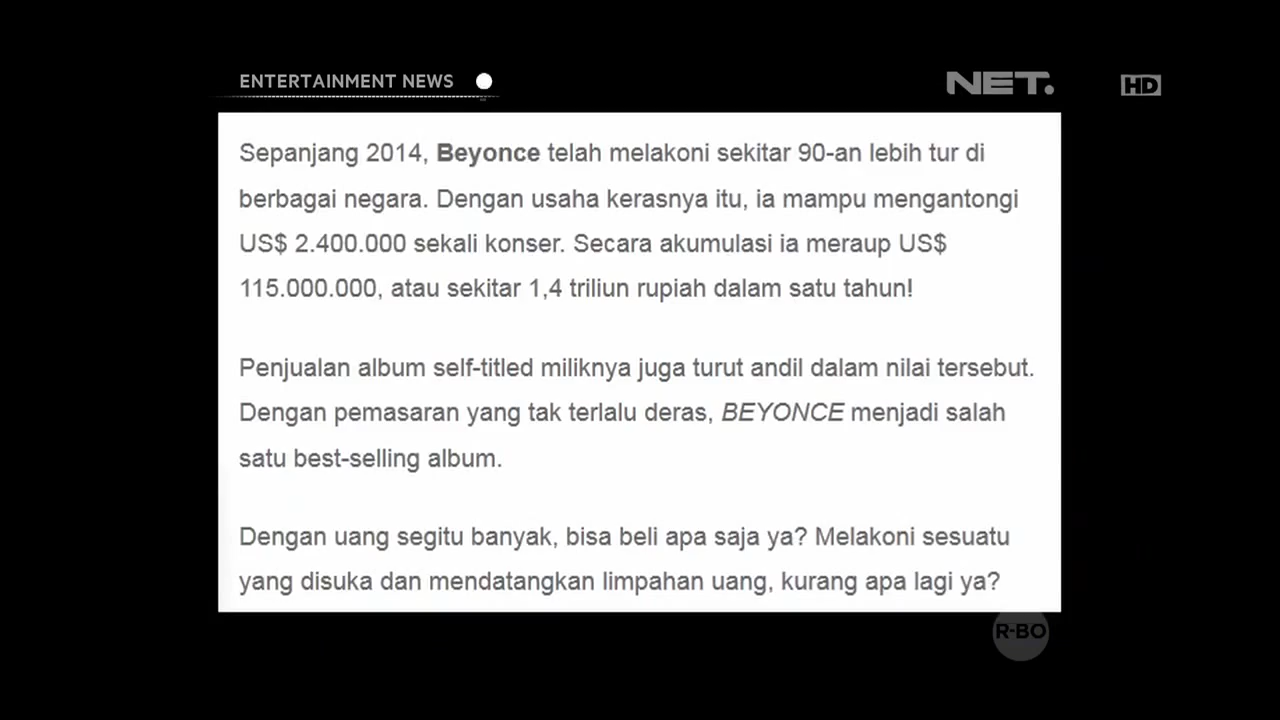 ENTERTAINMENT NEWS
NET.
HD
Sepanjang 2014, Beyonce telah melakoni sekitar 90-an lebih tur di
berbagai negara. Dengan usaha kerasnya itu, ia mampu mengantongi
US$ 2.400.000 sekali konser. Secara akumulasi ia meraup US$
115.000.000, atau sekitar 1,4 triliun rupiah dalam satu tahun!
Penjualan album self-titled miliknya juga turut andil dalam nilai tersebut.
Dengan pemasaran yang tak terlalu deras, BEYONCE menjadi salah
satu best-selling album.
Dengan uang segitu banyak, bisa beli apa saja ya? Melakoni sesuatu
yang disuka dan mendatangkan limpahan uang, kurang apa lagi ya?
R-BO